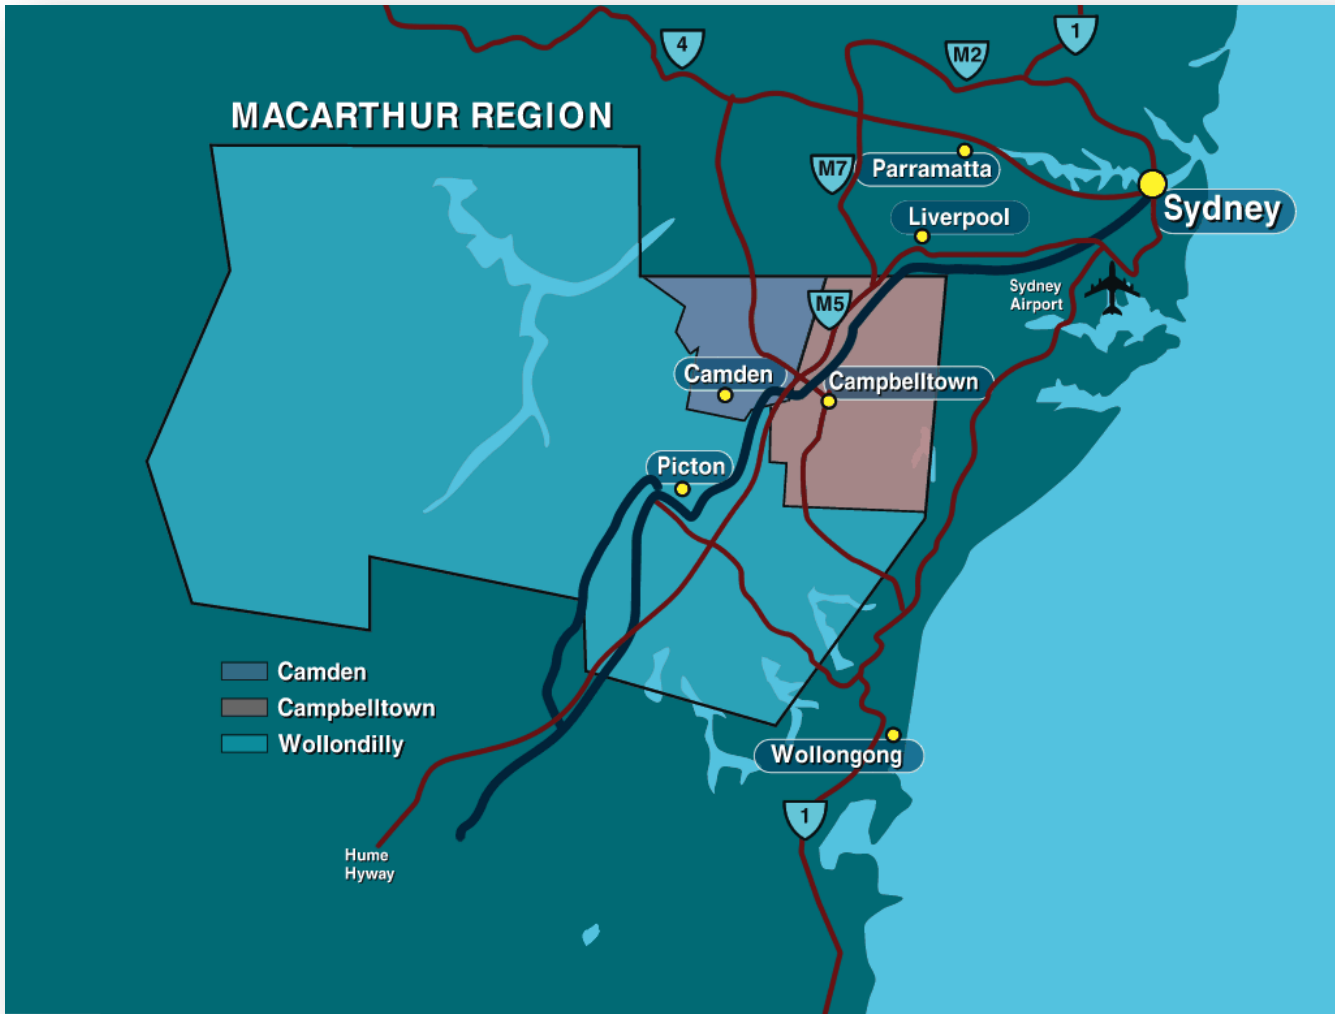 4
1
M2
MACARTHUR REGION
M7
Parramatta
Sydney
Liverpool
Sydney
Airport
M5
Camden
Campbelltown
Picton
Camden
Campbelltown
Wollondilly
Wollongong
1
Hume
Hyway